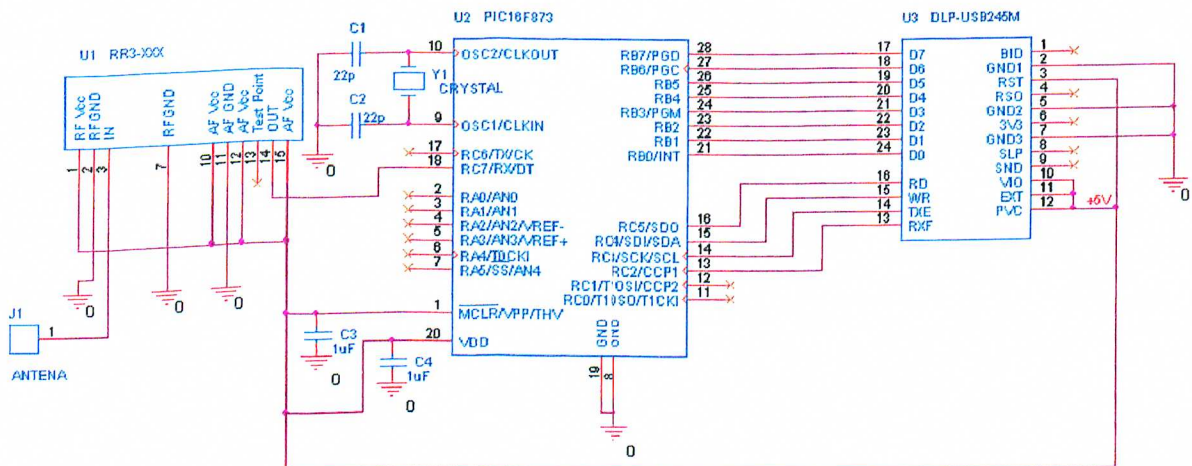 U1 RR3-XXX
RF Vcc
RFGND
IN
RFGND
AF Vcc
AF GND
AF Vcc
Test Point
OUT
AF Vcc
1
2
3
7
10
11
12
13
14
15
0
0
0
J1
1
ANTENA
C1
22p
C2
22p
Y1
CRYSTAL
0
U2 PIC16F873
10 OSC2/CLKOUT
9 OSC1/CLKIN
17 RC6/TX/CK
18 RC7/RX/DT
2 RA0/AN0
3 RA1/AN1
4 RA2/AN2/VREF-
5 RA3/AN3/VREF+
6 RA4/T0CKI
7 RA5/SS/AN4
1 MCLR/VPP/THV
20 VDD
C3
1uF
0
C4
1uF
0
RB7/PGD 28
RB6/PGC 27
RB5 26
RB4 25
RB3/PGM 24
RB2 23
RB1 22
RB0/INT 21
RC5/SDO 16
RC4/SDI/SDA 15
RC1/SCK/SCL 14
RC2/CCP1 13
RC1/T1OSI/CCP2 12
RC0/T1OSO/T1CKI 11
GND
GND
19
8
0
U3 DLP-USB245M
17 D7
18 D6
19 D5
20 D4
21 D3
22 D2
23 D1
24 D0
16 RD
15 WR
14 TXE
13 RXF
BID 1
GND1 2
RST 3
RSO 4
GND2 5
3V3 6
GND3 7
SLP 8
SND 9
VIO 10
EXT 11
PVC 12
+5V
0